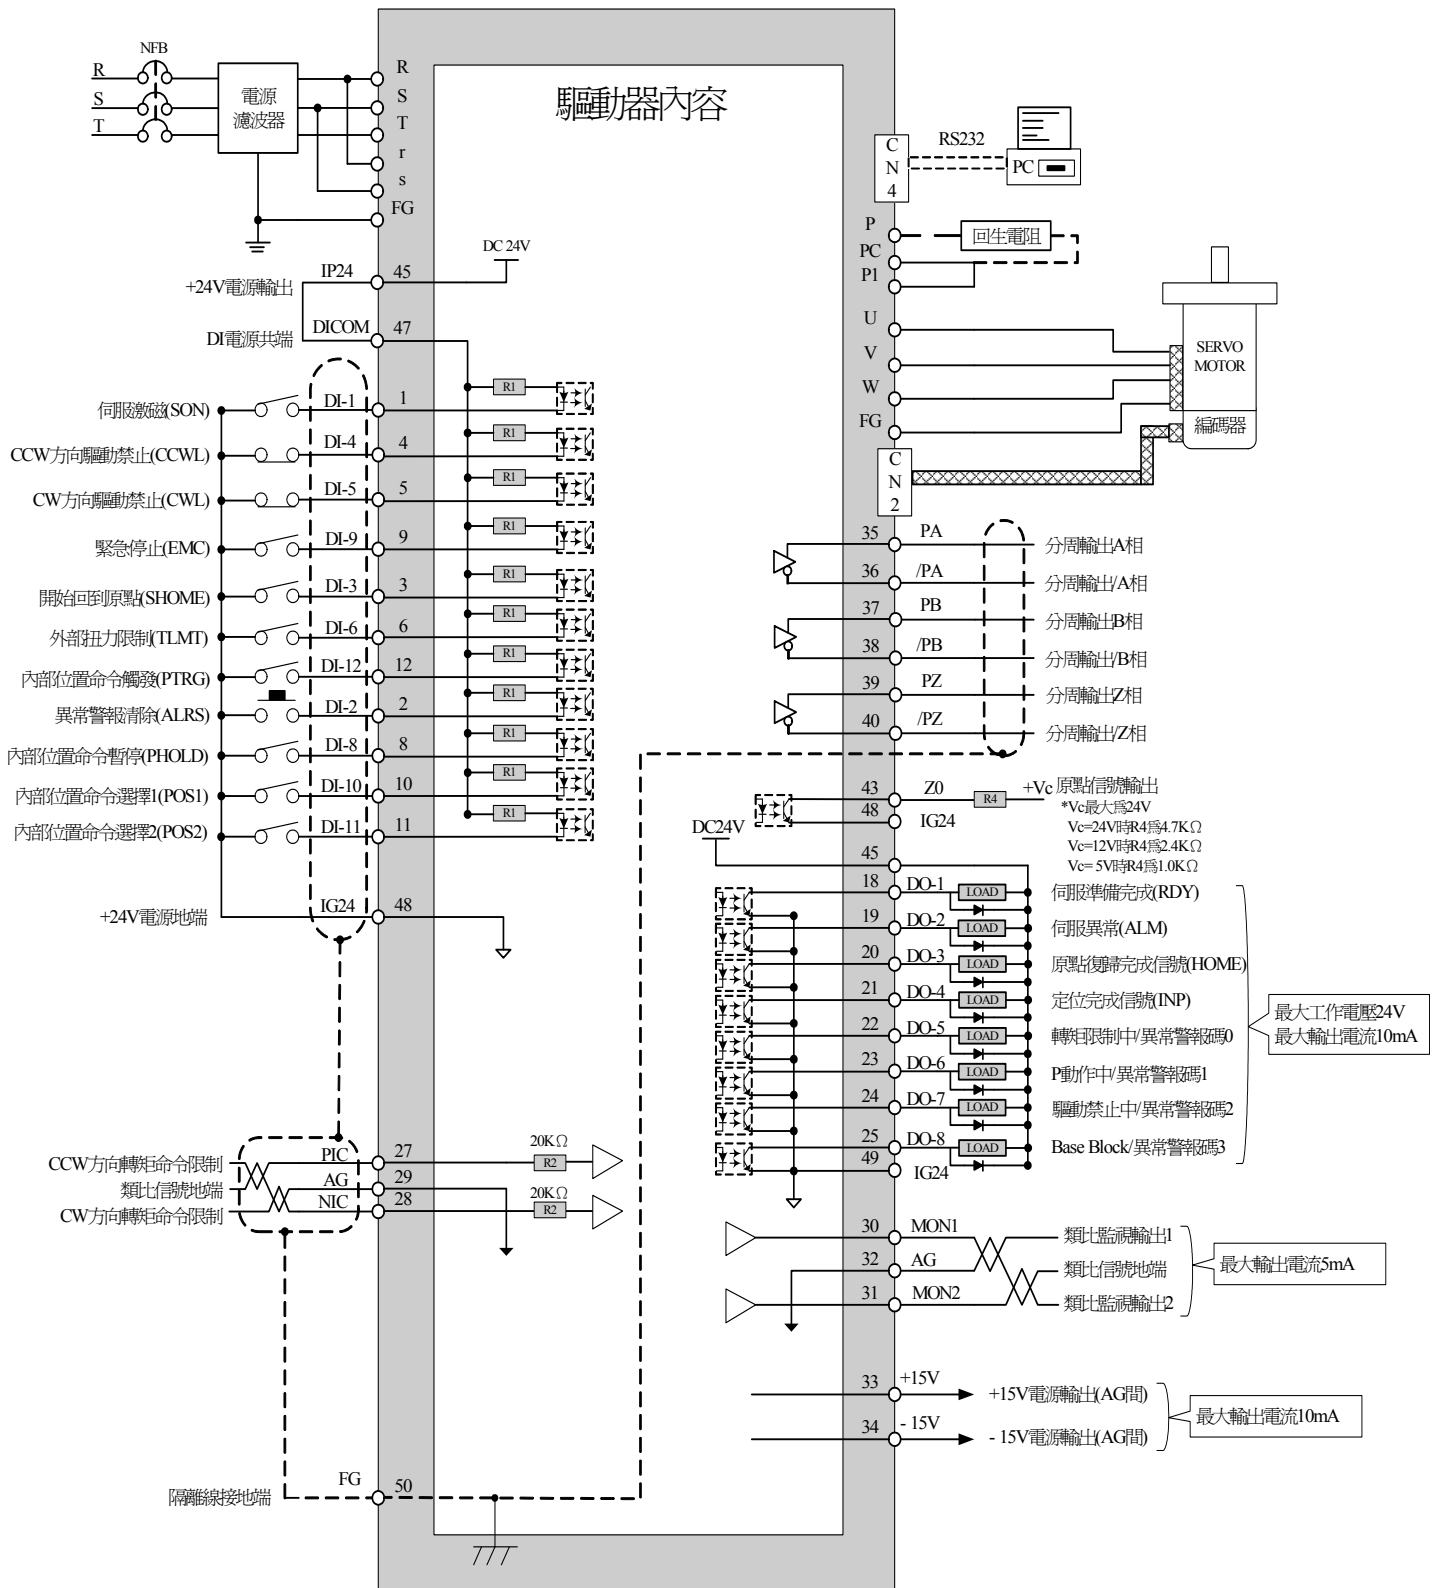 驅動器內容
NFB
R
S
T
電源
濾波器
R
S
T
r
s
FG
DC 24V
+24V電源輸出
IP24
45
DI電源共端
DICOM
47
伺服激磁(SON)
DI-1
1
R1
CCW方向驅動禁止(CCWL)
DI-4
4
R1
CW方向驅動禁止(CWL)
DI-5
5
R1
緊急停止(EMC)
DI-9
9
R1
開始回到原點(SHOME)
DI-3
3
R1
外部扭力限制(TLMT)
DI-6
6
R1
內部位置命令觸發(PTRG)
DI-12
12
R1
異常警報清除(ALRS)
DI-2
2
R1
內部位置命令暫停(PHOLD)
DI-8
8
R1
內部位置命令選擇1(POS1)
DI-10
10
R1
內部位置命令選擇2(POS2)
DI-11
11
R1
+24V電源地端
IG24
48
CCW方向轉矩命令限制
PIC
27
20KΩ
R2
類比信號地端
AG
29
CW方向轉矩命令限制
NIC
28
20KΩ
R2
隔離線接地端
FG
50
C
N
4
RS232
PC
P
回生電阻
PC
P1
U
V
W
FG
SERVO
MOTOR
編碼器
C
N
2
35
PA
分周輸出A相
36
/PA
分周輸出/A相
37
PB
分周輸出B相
38
/PB
分周輸出/B相
39
PZ
分周輸出Z相
40
/PZ
分周輸出/Z相
43
Z0
R4
+Vc
原點信號輸出
48
IG24
*Vc最大為24V
Vc=24V時R4為4.7KΩ
Vc=12V時R4為2.4KΩ
Vc= 5V時R4為1.0KΩ
DC24V
45
18
DO-1
LOAD
伺服準備完成(RDY)
19
DO-2
LOAD
伺服異常(ALM)
20
DO-3
LOAD
原點復歸完成信號(HOME)
21
DO-4
LOAD
定位完成信號(INP)
22
DO-5
LOAD
轉矩限制中/異常警報碼0
23
DO-6
LOAD
P動作中/異常警報碼1
24
DO-7
LOAD
驅動禁止中/異常警報碼2
25
DO-8
LOAD
Base Block/異常警報碼3
49
IG24
最大工作電壓24V
最大輸出電流10mA
30
MON1
類比監視輸出1
32
AG
類比信號地端
31
MON2
類比監視輸出2
最大輸出電流5mA
33
+15V
+15V電源輸出(AG間)
34
- 15V
- 15V電源輸出(AG間)
最大輸出電流10mA